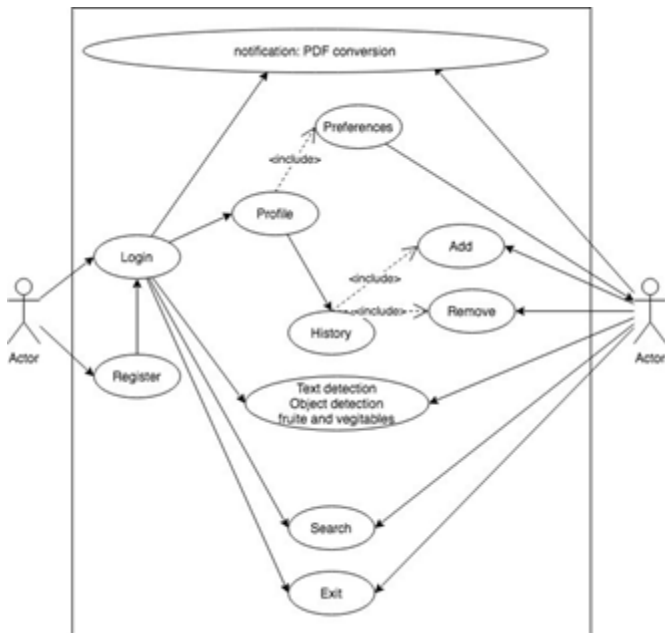 notification: PDF conversion
Preferences
<include>
Profile
Add
<include>
Login
<include>
Remove
History
Actor
Actor
Register
Text detection
Object detection
fruite and vegitables
Search
Exit